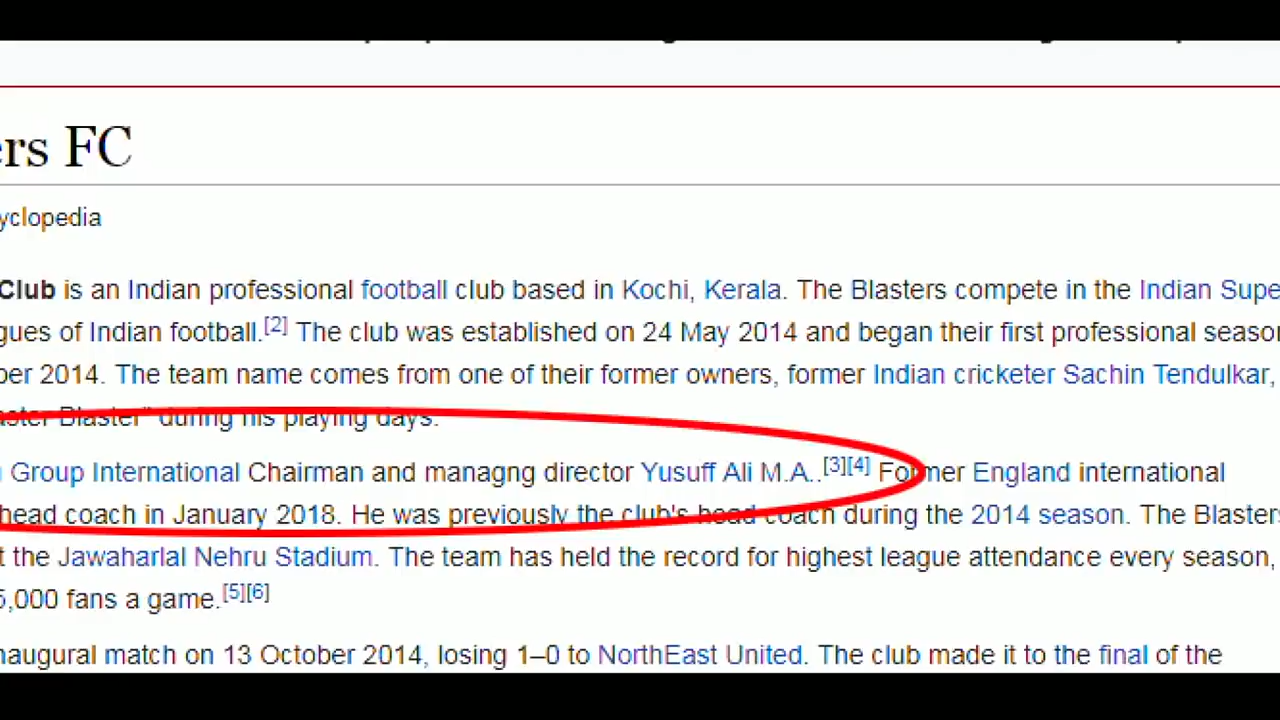 ers FC
yclopedia
Club is an Indian professional football club based in Kochi, Kerala. The Blasters compete in the Indian Supe
gues of Indian football.[2] The club was established on 24 May 2014 and began their first professional seaso
ber 2014. The team name comes from one of their former owners, former Indian cricketer Sachin Tendulkar,
aster Blaster" during his playing days.
Group International Chairman and managng director Yusuff Ali M.A..[3][4] Former England international
head coach in January 2018. He was previously the club's head coach during the 2014 season. The Blasters
t the Jawaharlal Nehru Stadium. The team has held the record for highest league attendance every season,
5,000 fans a game.[5][6]
naugural match on 13 October 2014, losing 1–0 to NorthEast United. The club made it to the final of the